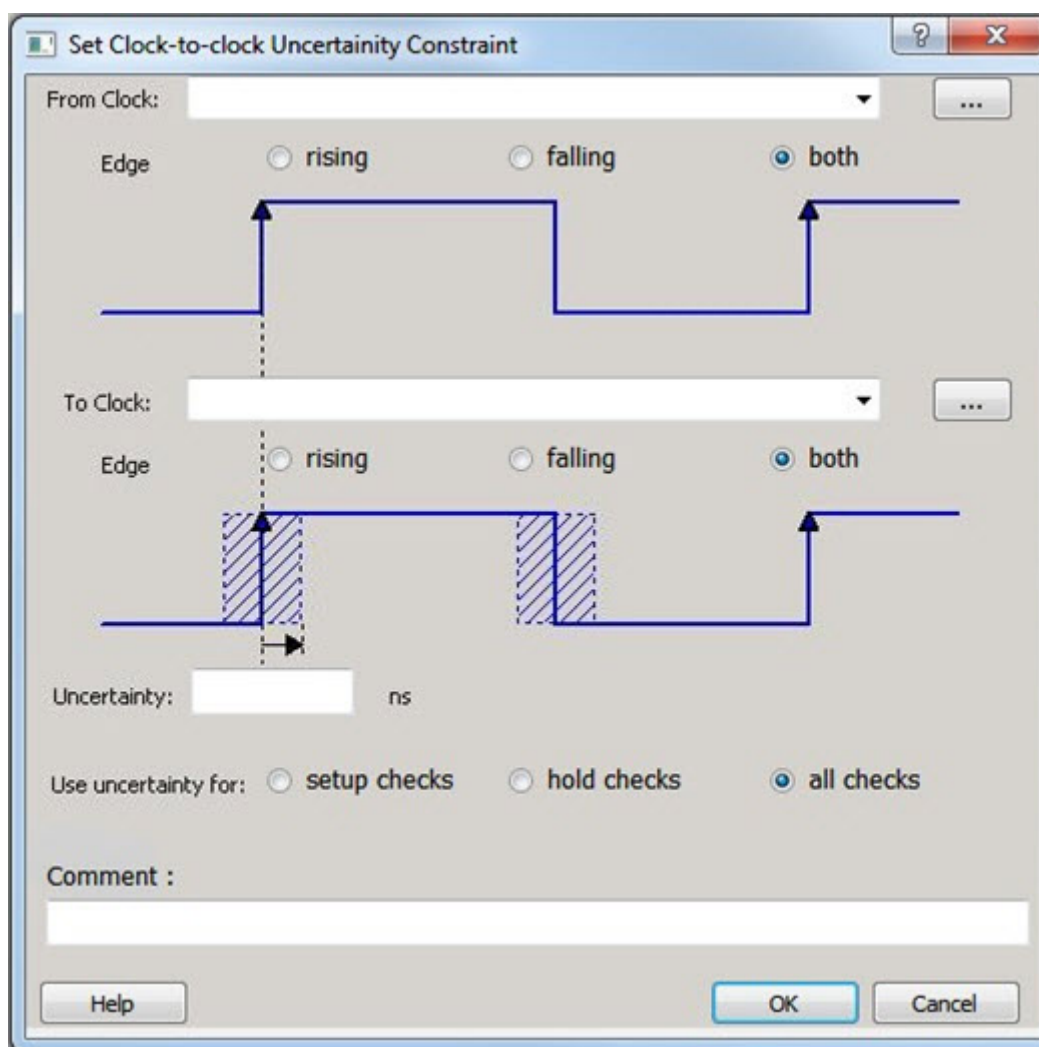 Set Clock-to-clock Uncertainity Constraint
From Clock: ...
Edge rising falling both
To Clock: ...
Edge rising falling both
Uncertainty: ns
Use uncertainty for: setup checks hold checks all checks
Comment :
Help OK Cancel